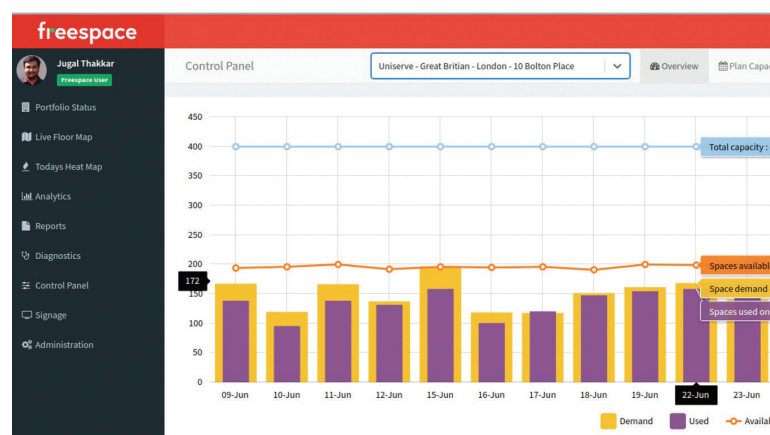 freespace
Jugal Thakkar
Freespace User
Portfolio Status
Live Floor Map
Todays Heat Map
Analytics
Reports
Diagnostics
Control Panel
Signage
Administration
Control Panel
Uniserve - Great Britian - London - 10 Bolton Place
Overview
Plan Capa
450
400
350
300
250
200
172
150
100
50
0
Total capacity :
Spaces availabl
Space demand
Spaces used on
09-Jun 10-Jun 11-Jun 12-Jun 15-Jun 16-Jun 17-Jun 18-Jun 19-Jun 22-Jun 23-Jun
Demand Used Availa